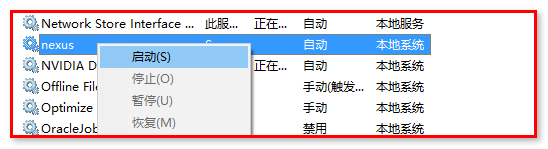 Network Store Interface ... 此服... 正在... 自动 本地服务
nexus 自动 本地系统
启动(S)
NVIDIA D 正在... 自动 本地系统
停止(O)
Offline File 手动(触发... 本地系统
暂停(U)
Optimize 手动 本地系统
恢复(M)
OracleJob 禁用 本地系统